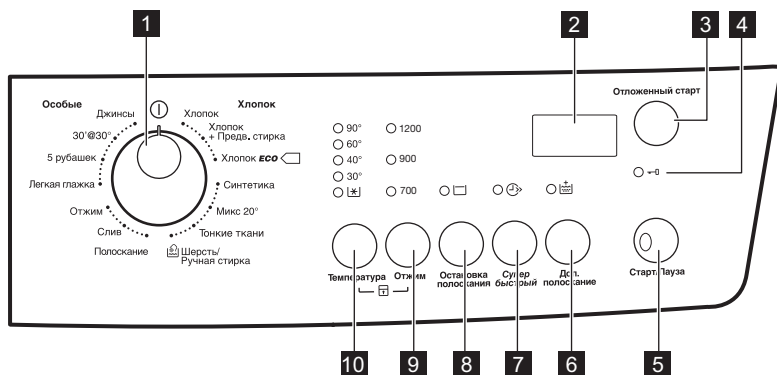 1
2
3
4
Особые
Хлопок
Отложенный старт
Джинсы
Хлопок
30'@30°
Хлопок
+ Предв. стирка
5 рубашек
Хлопок ECO
Легкая глажка
Синтетика
Отжим
Микс 20°
Слив
Тонкие ткани
Полоскание
Шерсть/
Ручная стирка
90°
1200
60°
40°
900
30°
700
Температура
Отжим
Остановка
полоскания
Супер
быстрый
Доп.
полоскание
Старт/Пауза
10
9
8
7
6
5